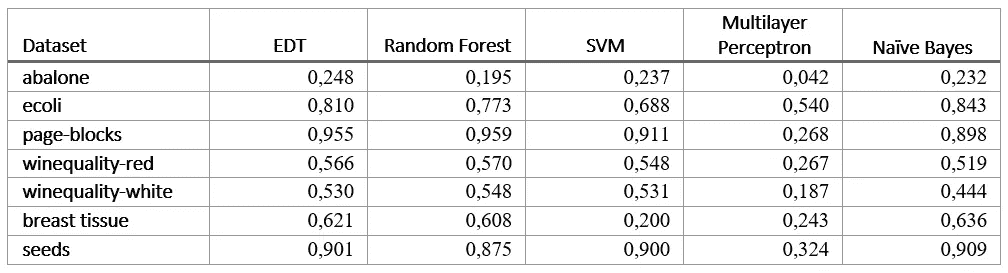 Dataset EDT Random Forest SVM Multilayer Perceptron Naïve Bayes
abalone 0,248 0,195 0,237 0,042 0,232
ecoli 0,810 0,773 0,688 0,540 0,843
page-blocks 0,955 0,959 0,911 0,268 0,898
winequality-red 0,566 0,570 0,548 0,267 0,519
winequality-white 0,530 0,548 0,531 0,187 0,444
breast tissue 0,621 0,608 0,200 0,243 0,636
seeds 0,901 0,875 0,900 0,324 0,909